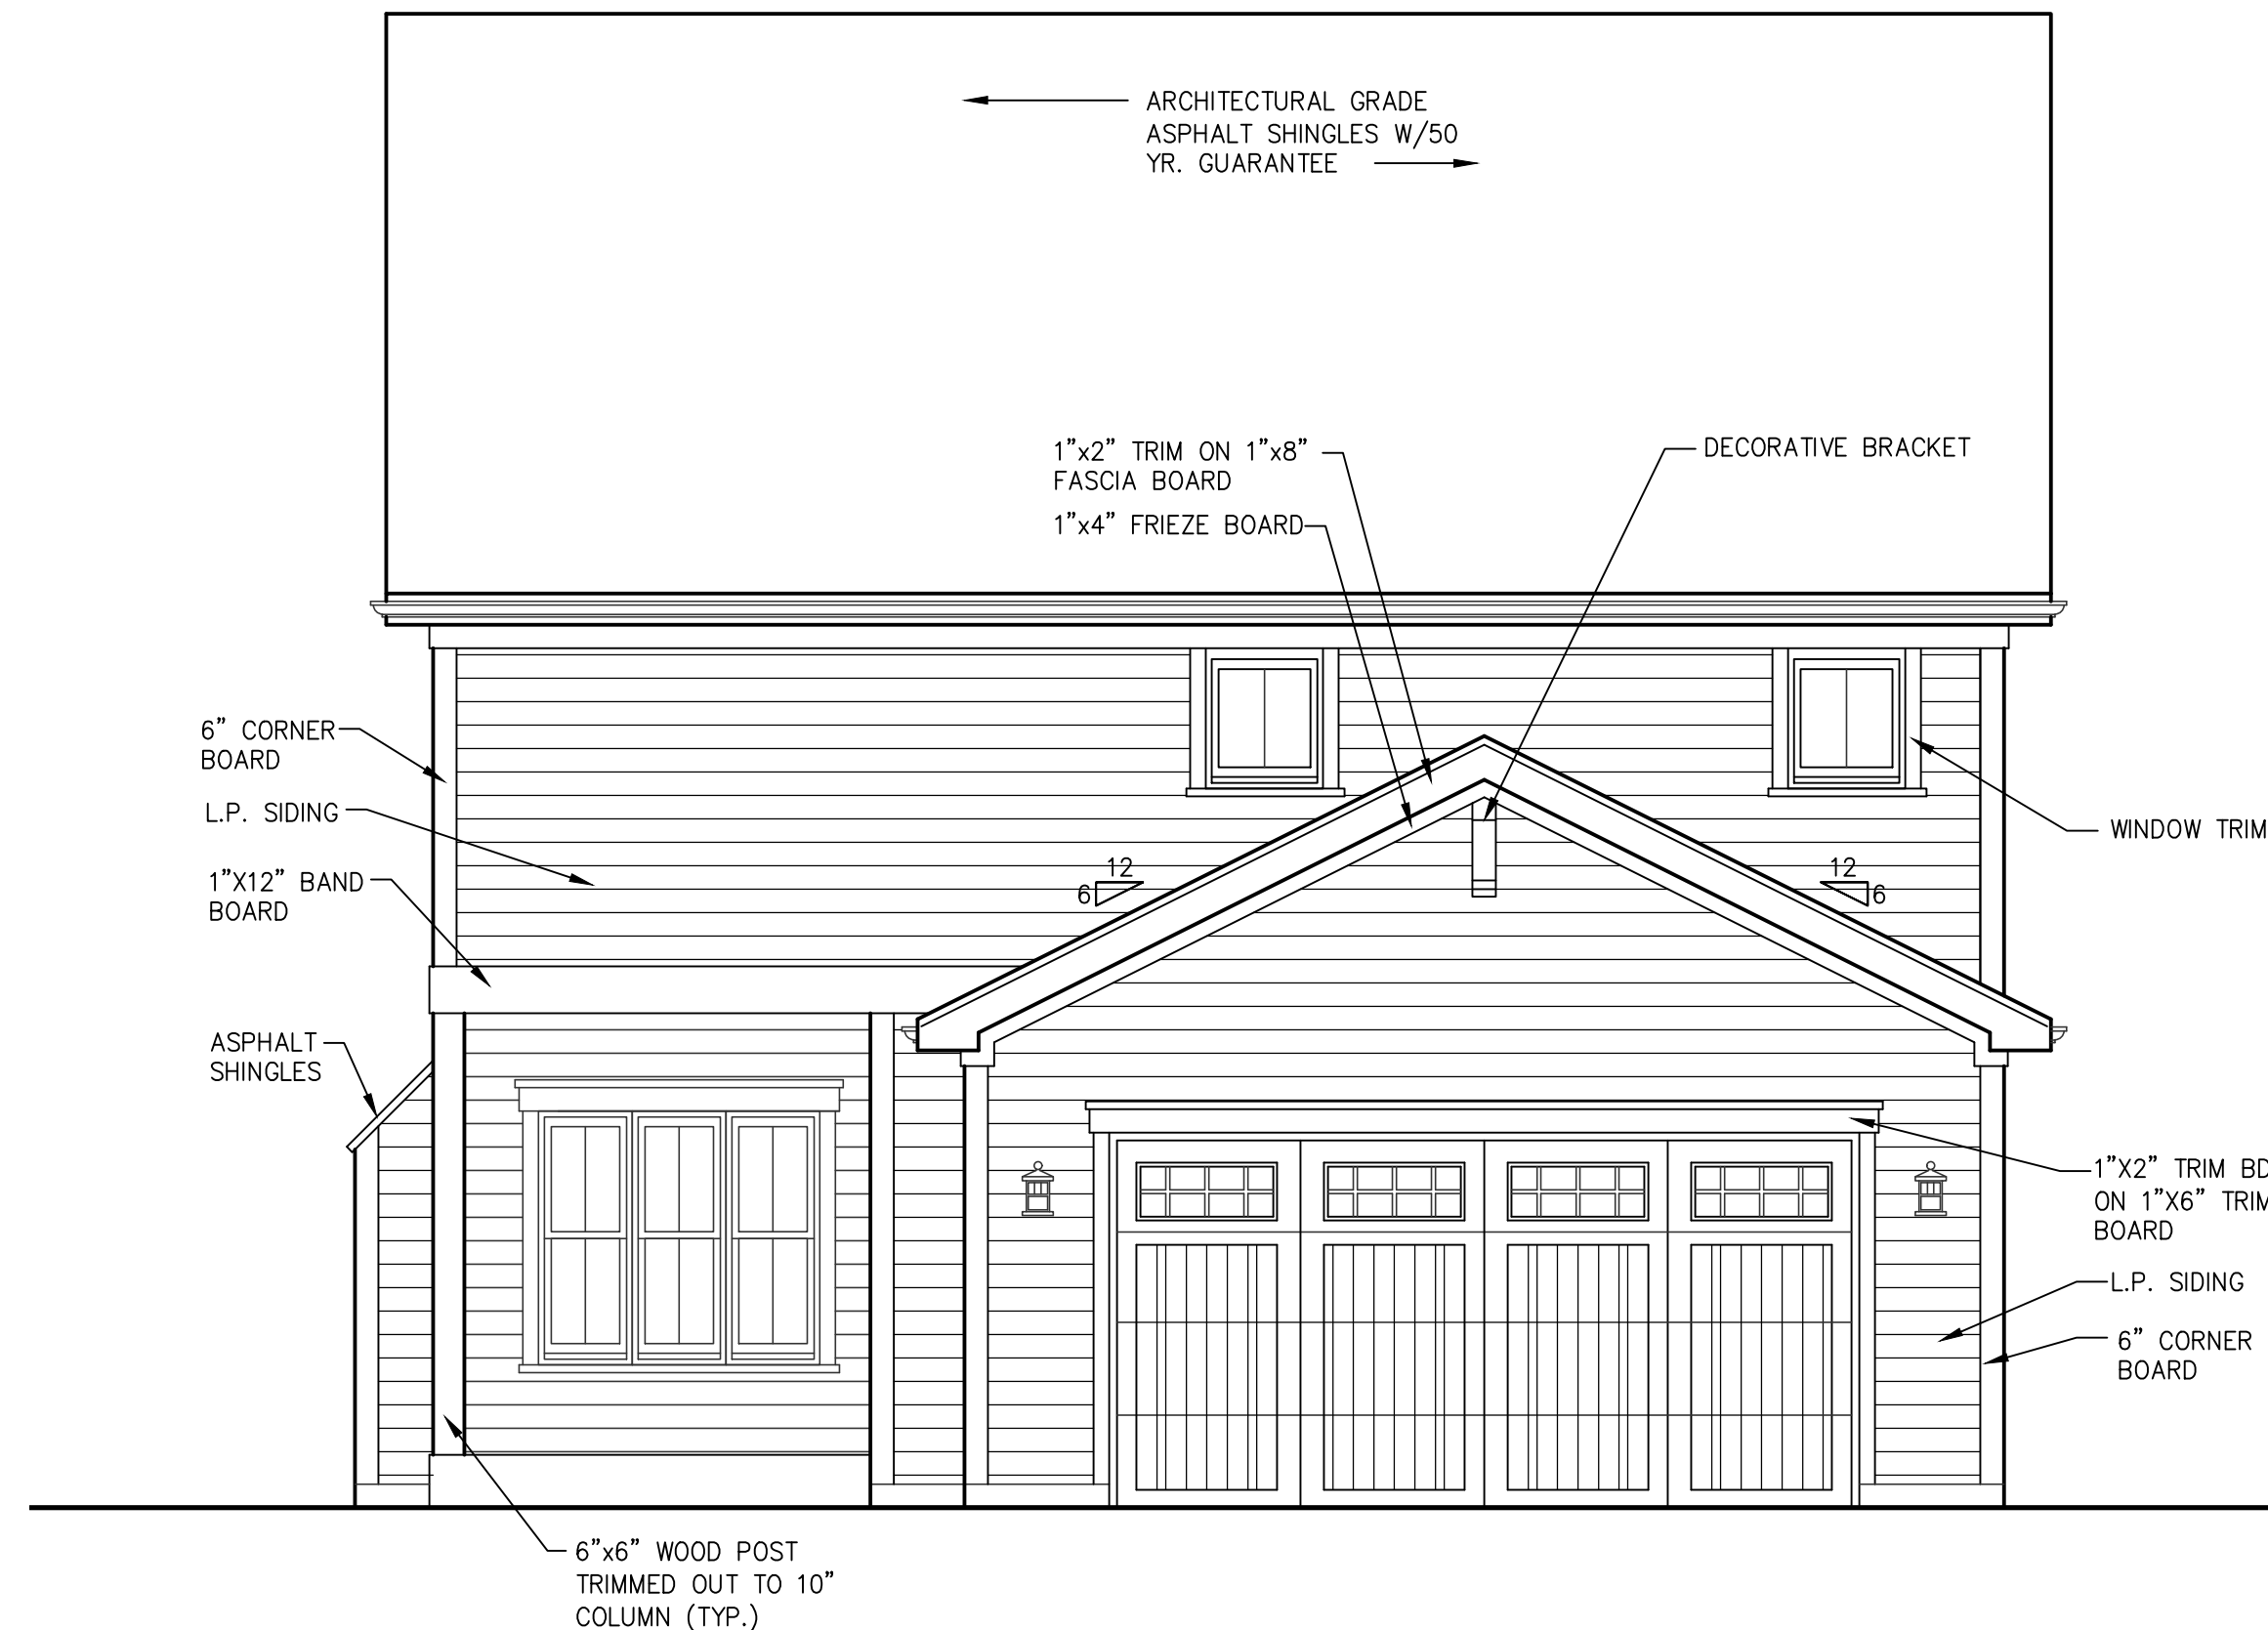 ARCHITECTURAL GRADE
ASPHALT SHINGLES W/50
YR. GUARANTEE
1”x2” TRIM ON 1”x8”
FASCIA BOARD
1”x4” FRIEZE BOARD
DECORATIVE BRACKET
6” CORNER
BOARD
L.P. SIDING
1”X12” BAND
BOARD
12
6
12
6
WINDOW TRIM
ASPHALT
SHINGLES
1”X2” TRIM BD
ON 1”X6” TRIM
BOARD
L.P. SIDING
6” CORNER
BOARD
6”x6” WOOD POST
TRIMMED OUT TO 10”
COLUMN (TYP.)